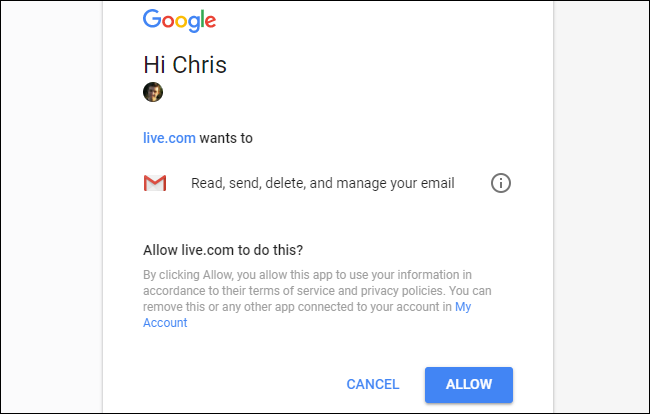 Google
Hi Chris
live.com wants to
Read, send, delete, and manage your email
Allow live.com to do this?
By clicking Allow, you allow this app to use your information in
accordance to their terms of service and privacy policies. You can
remove this or any other app connected to your account in My
Account
CANCEL ALLOW